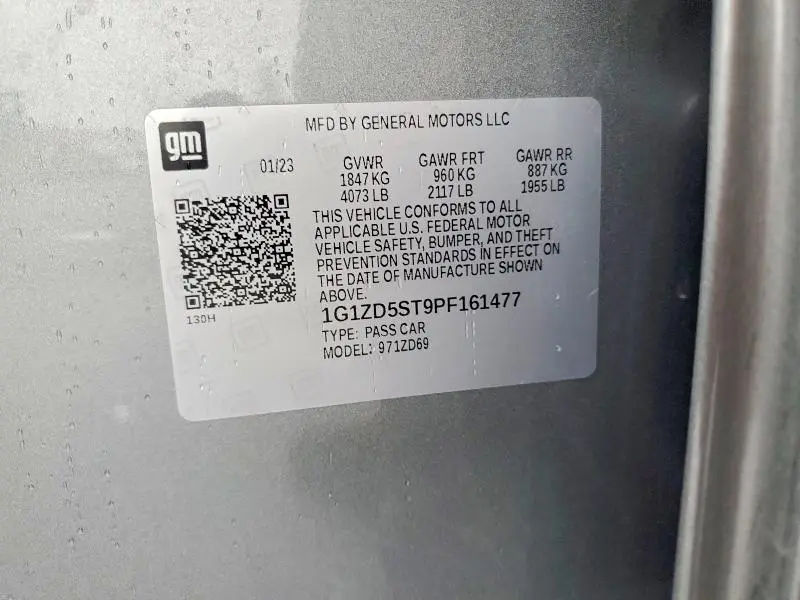 gm
MFD BY GENERAL MOTORS LLC
01/23
GVWR GAWR FRT GAWR RR
1847 KG 960 KG 887 KG
4073 LB 2117 LB 1955 LB
THIS VEHICLE CONFORMS TO ALL
APPLICABLE U.S. FEDERAL MOTOR
VEHICLE SAFETY, BUMPER, AND THEFT
PREVENTION STANDARDS IN EFFECT ON
THE DATE OF MANUFACTURE SHOWN
ABOVE.
130H
1G1ZD5ST9PF161477
TYPE: PASS CAR
MODEL: 971ZD69